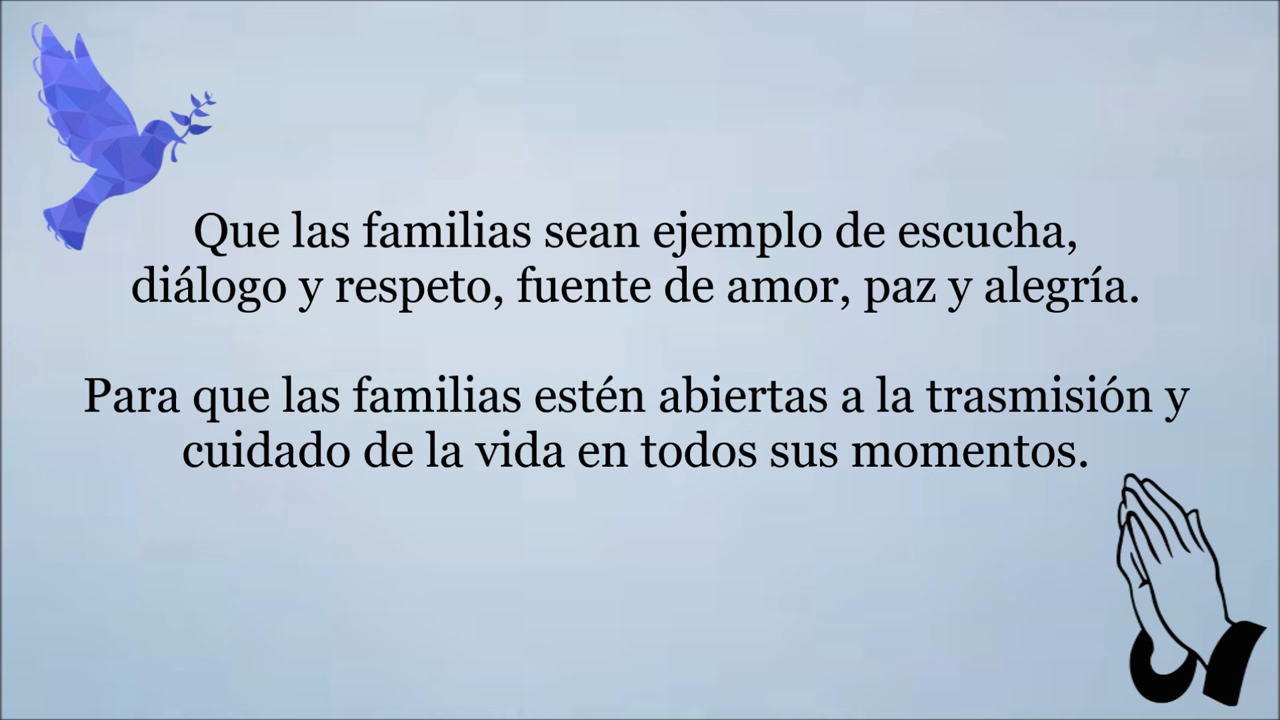 Que las familias sean ejemplo de escucha,
diálogo y respeto, fuente de amor, paz y alegría.
Para que las familias estén abiertas a la trasmisión y
cuidado de la vida en todos sus momentos.